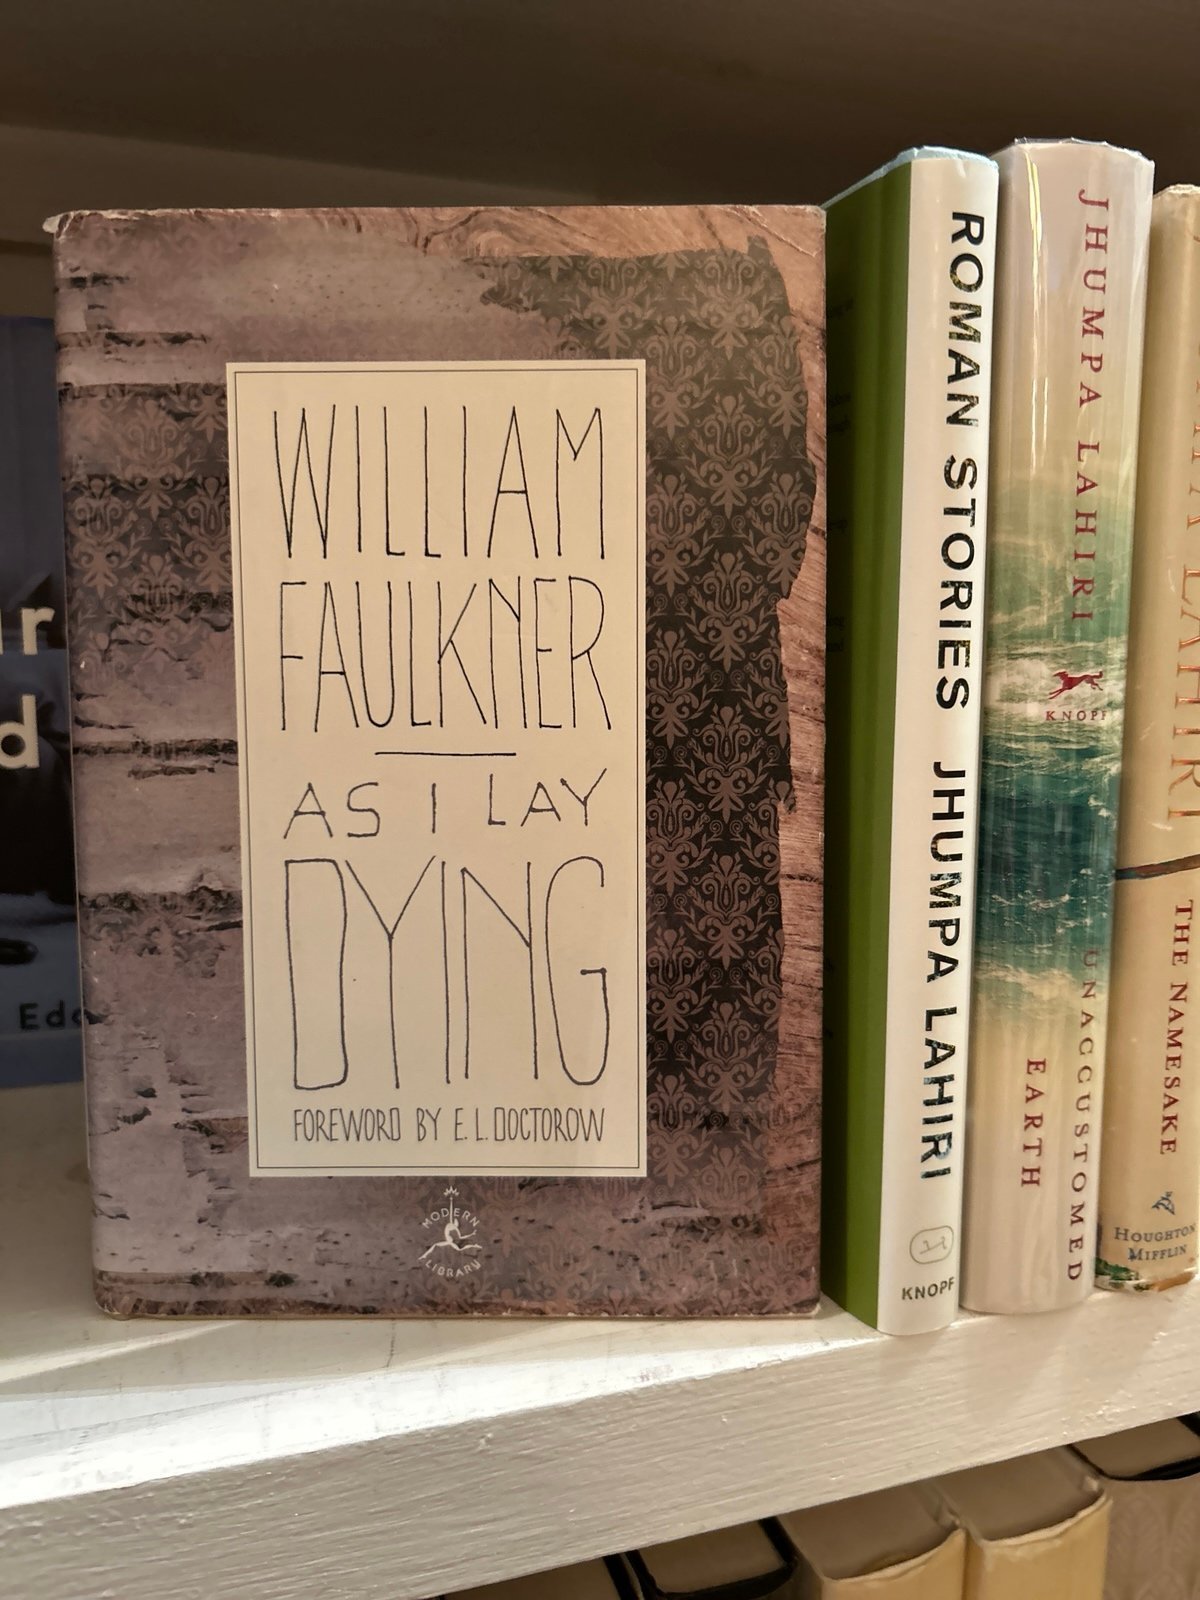 WILLIAM
FAULKNER
AS I LAY
DYING
FOREWORD BY E. L. DOCTOROW
MODERN
LIBRARY
ROMAN STORIES JHUMPA LAHIRI
KNOPF
JHUMPA LAHIRI
KNOPF
UNACCUSTOMED
EARTH
LAHIRI
THE NAMESAKE
HOUGHTON
MIFFLIN